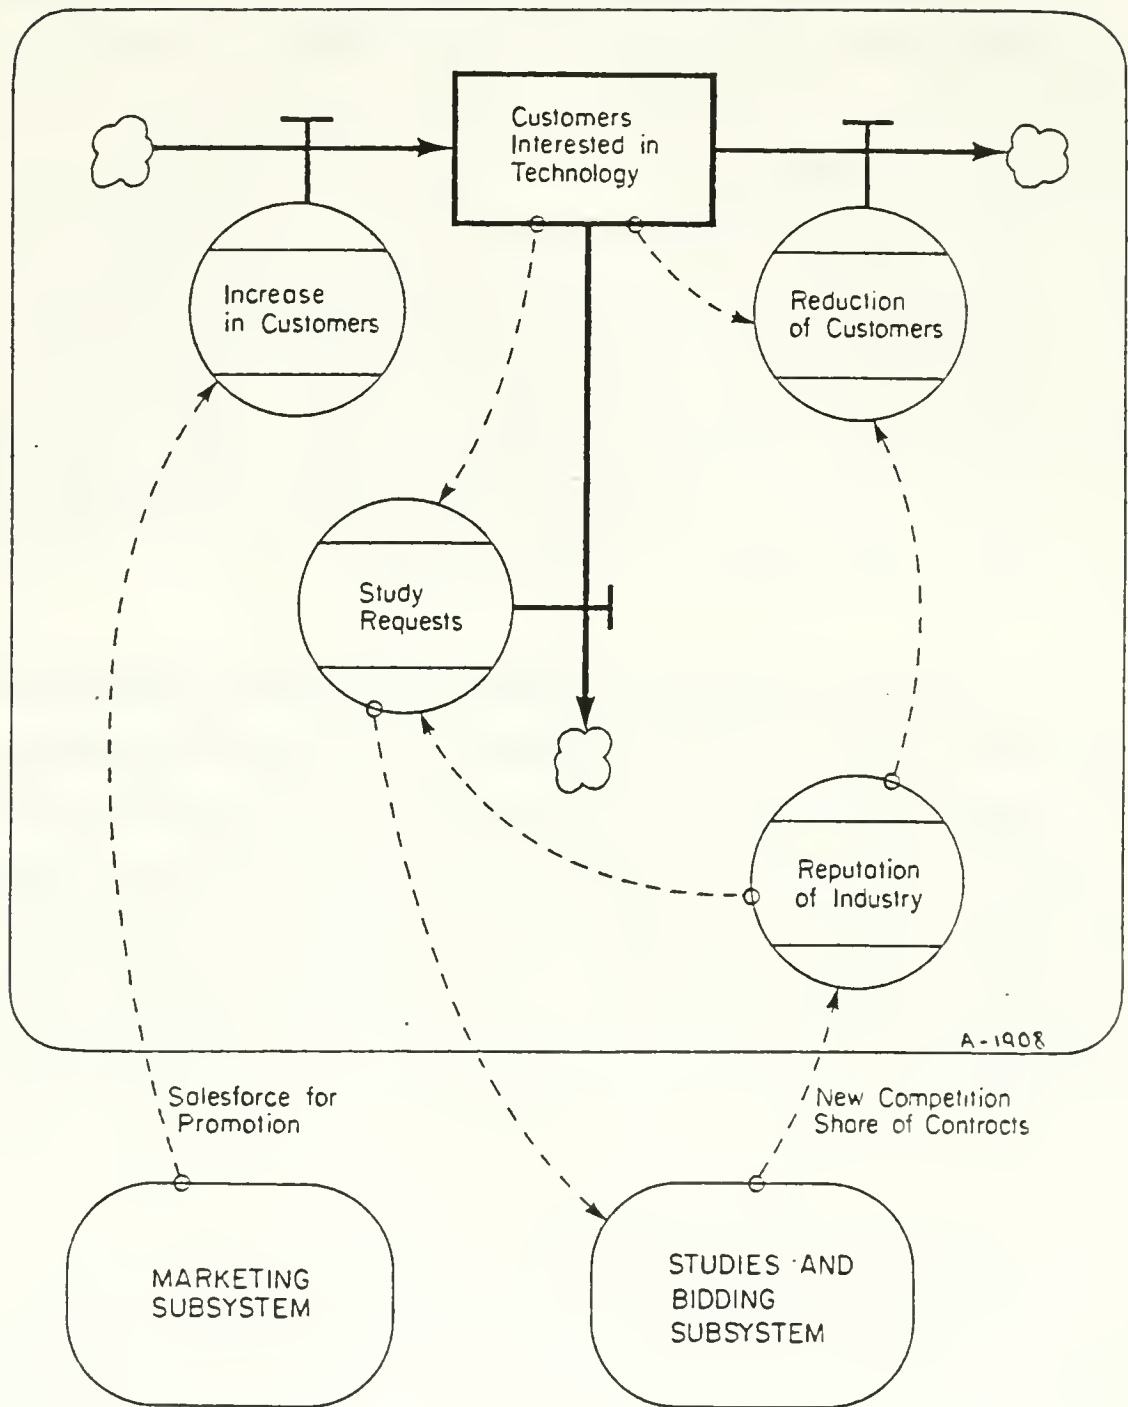 Customers
Interested in
Technology
Increase
in Customers
Reduction
of Customers
Study
Requests
Reputation
of Industry
A-1908
Salesforce for
Promotion
New Competition
Share of Contracts
MARKETING
SUBSYSTEM
STUDIES AND
BIDDING
SUBSYSTEM